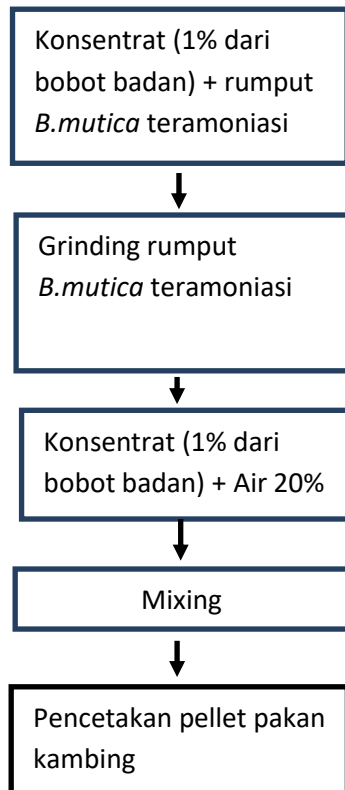 Konsentrat (1% dari
bobot badan) + rumput
B.mutica teramoniasi
Grinding rumput
B.mutica teramoniasi
Konsentrat (1% dari
bobot badan) + Air 20%
Mixing
Pencetakan pellet pakan
kambing